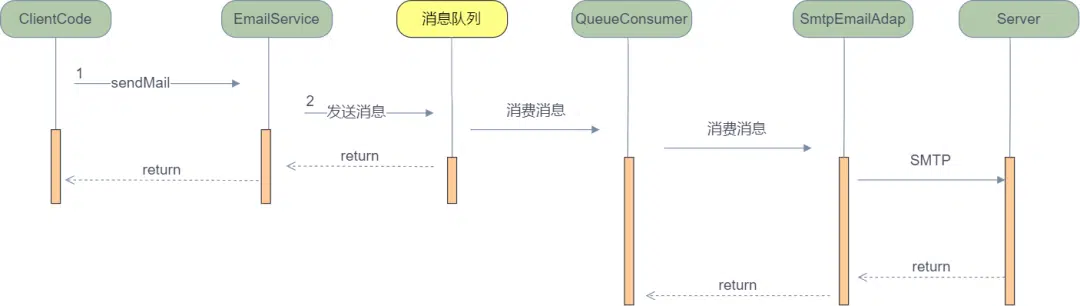 ClientCode
EmailService
消息队列
QueueConsumer
SmtpEmailAdap
Server
1
sendMail
2
发送消息
消费消息
消费消息
return
return
SMTP
return
return